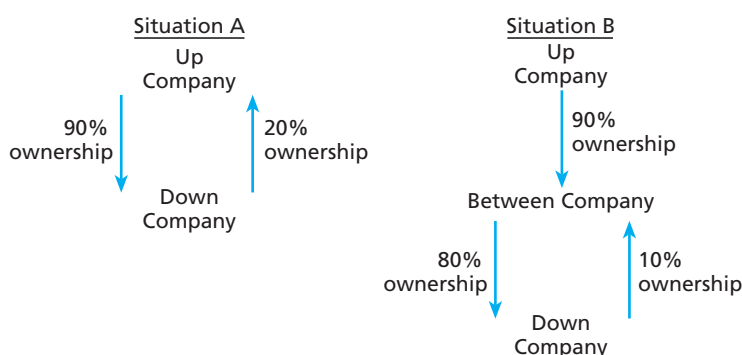 Situation A
Up
Company
90%
ownership
20%
ownership
Down
Company
Situation B
Up
Company
90%
ownership
Between Company
80%
ownership
10%
ownership
Down
Company